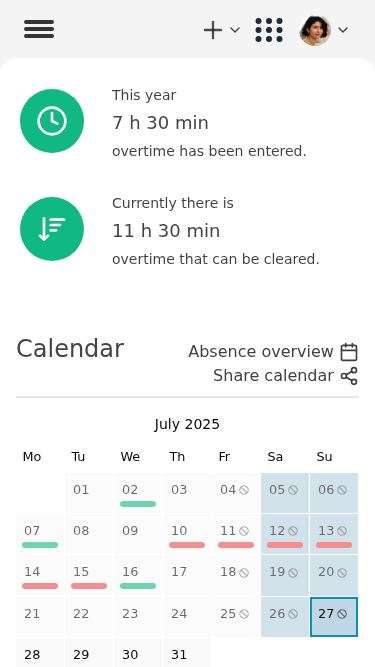 This year
7 h 30 min
overtime has been entered.
Currently there is
11 h 30 min
overtime that can be cleared.
Calendar
Absence overview
Share calendar
July 2025
Mo Tu We Th Fr Sa Su
01 02 03 04 05 06
07 08 09 10 11 12 13
14 15 16 17 18 19 20
21 22 23 24 25 26 27
28 29 30 31